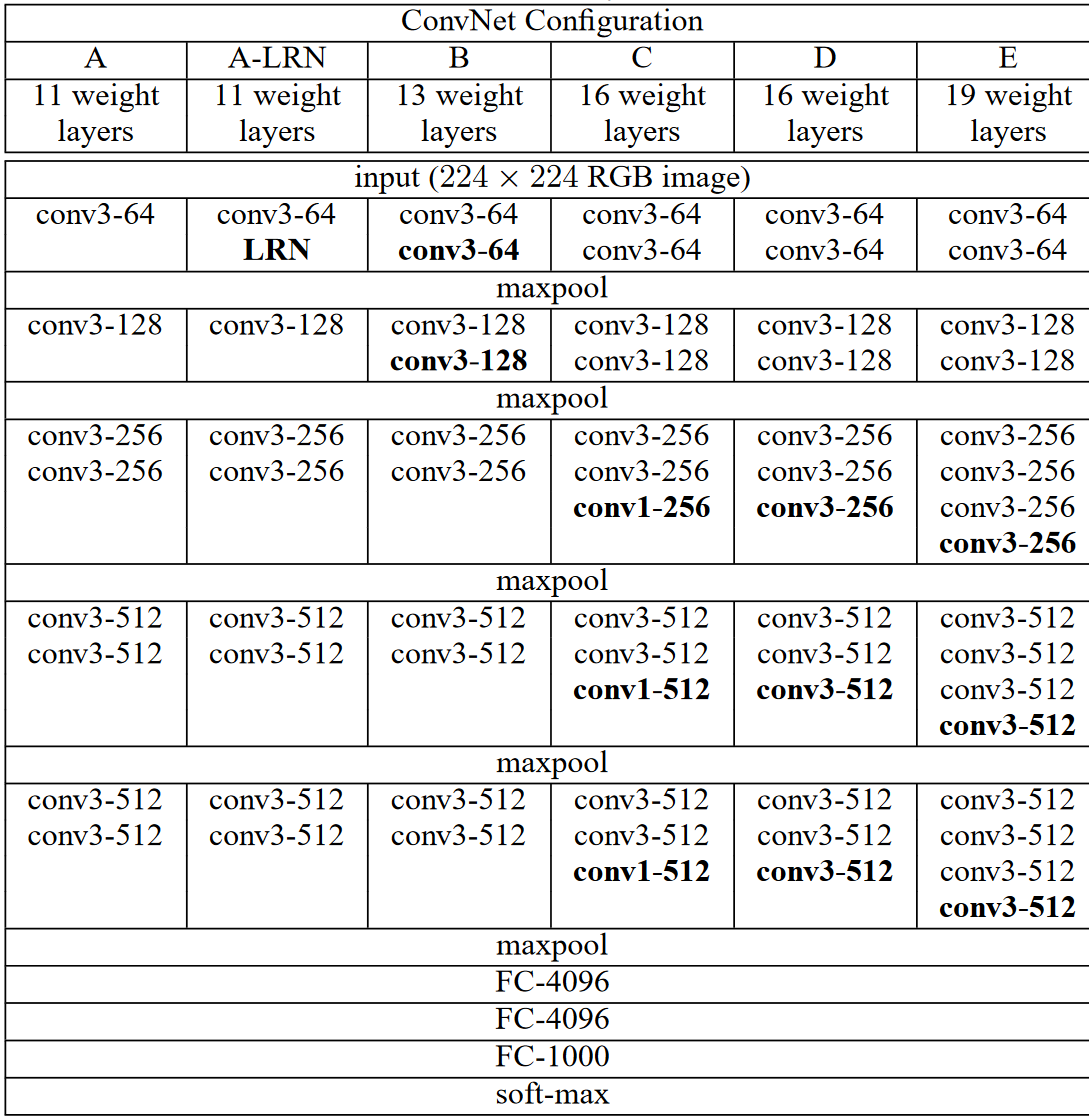 ConvNet Configuration
A A-LRN B C D E
11 weight 11 weight 13 weight 16 weight 16 weight 19 weight
layers layers layers layers layers layers
input (224 × 224 RGB image)
conv3-64 conv3-64 conv3-64 conv3-64 conv3-64 conv3-64
LRN conv3-64 conv3-64 conv3-64 conv3-64
maxpool
conv3-128 conv3-128 conv3-128 conv3-128 conv3-128 conv3-128
conv3-128 conv3-128 conv3-128 conv3-128
maxpool
conv3-256 conv3-256 conv3-256 conv3-256 conv3-256 conv3-256
conv3-256 conv3-256 conv3-256 conv3-256 conv3-256 conv3-256
conv1-256 conv3-256 conv3-256
conv3-256
maxpool
conv3-512 conv3-512 conv3-512 conv3-512 conv3-512 conv3-512
conv3-512 conv3-512 conv3-512 conv3-512 conv3-512 conv3-512
conv1-512 conv3-512 conv3-512
conv3-512
maxpool
conv3-512 conv3-512 conv3-512 conv3-512 conv3-512 conv3-512
conv3-512 conv3-512 conv3-512 conv3-512 conv3-512 conv3-512
conv1-512 conv3-512 conv3-512
conv3-512
maxpool
FC-4096
FC-4096
FC-1000
soft-max